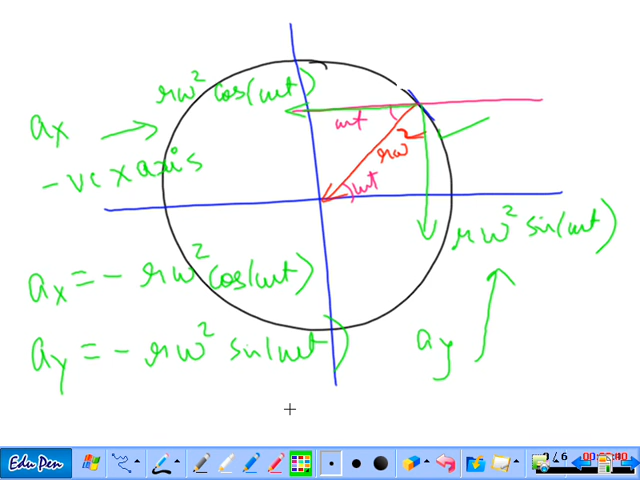 rω² cos(ωt)
ax
-ve x axis
ωt
rω²
ωt
rω² sin(ωt)
ax = - rω² cos(ωt)
ay = - rω² sin(ωt)
ay
Edu Pen
/ 6